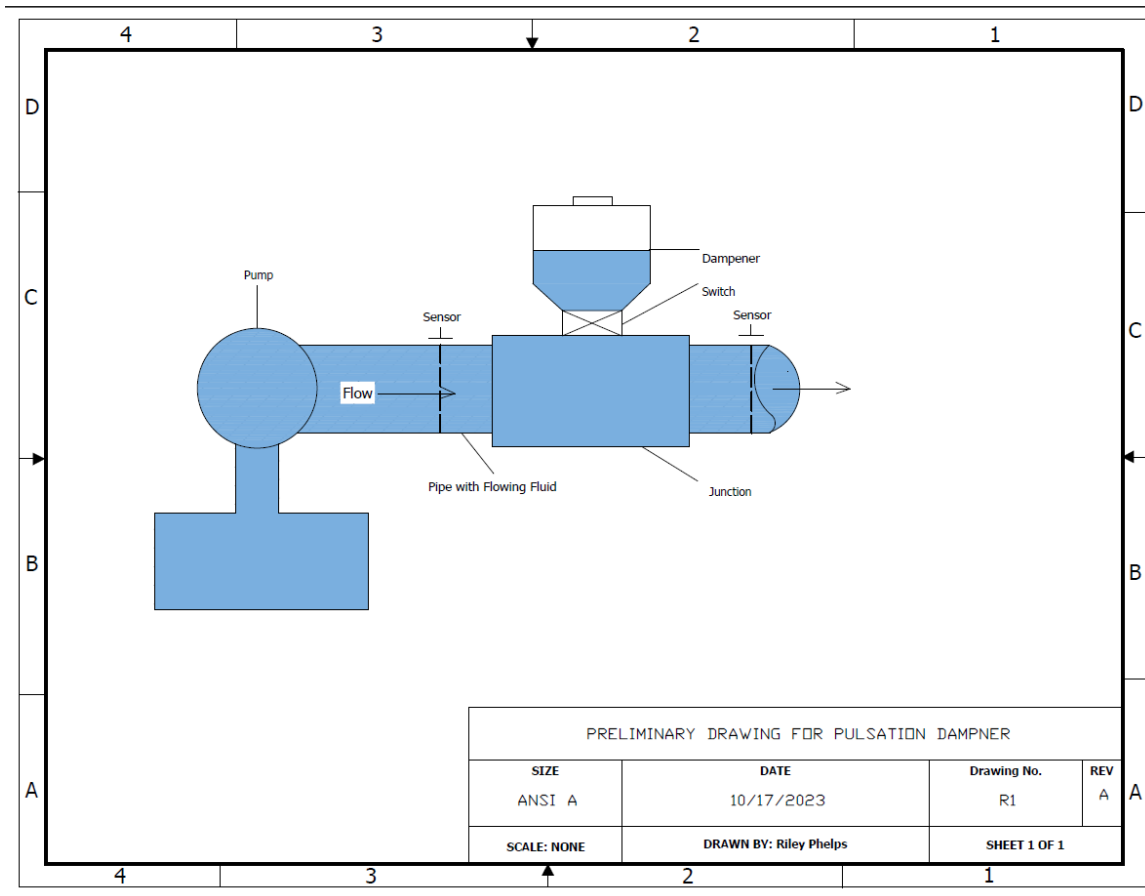 4 3 2 1
D D
Pump
Dampener
Switch
C C
Sensor Sensor
Flow
Pipe with Flowing Fluid
Junction
B B
PRELIMINARY DRAWING FOR PULSATION DAMPNER
SIZE DATE Drawing No. REV
ANSI A 10/17/2023 R1 A
A A
SCALE: NONE DRAWN BY: Riley Phelps SHEET 1 OF 1
4 3 2 1